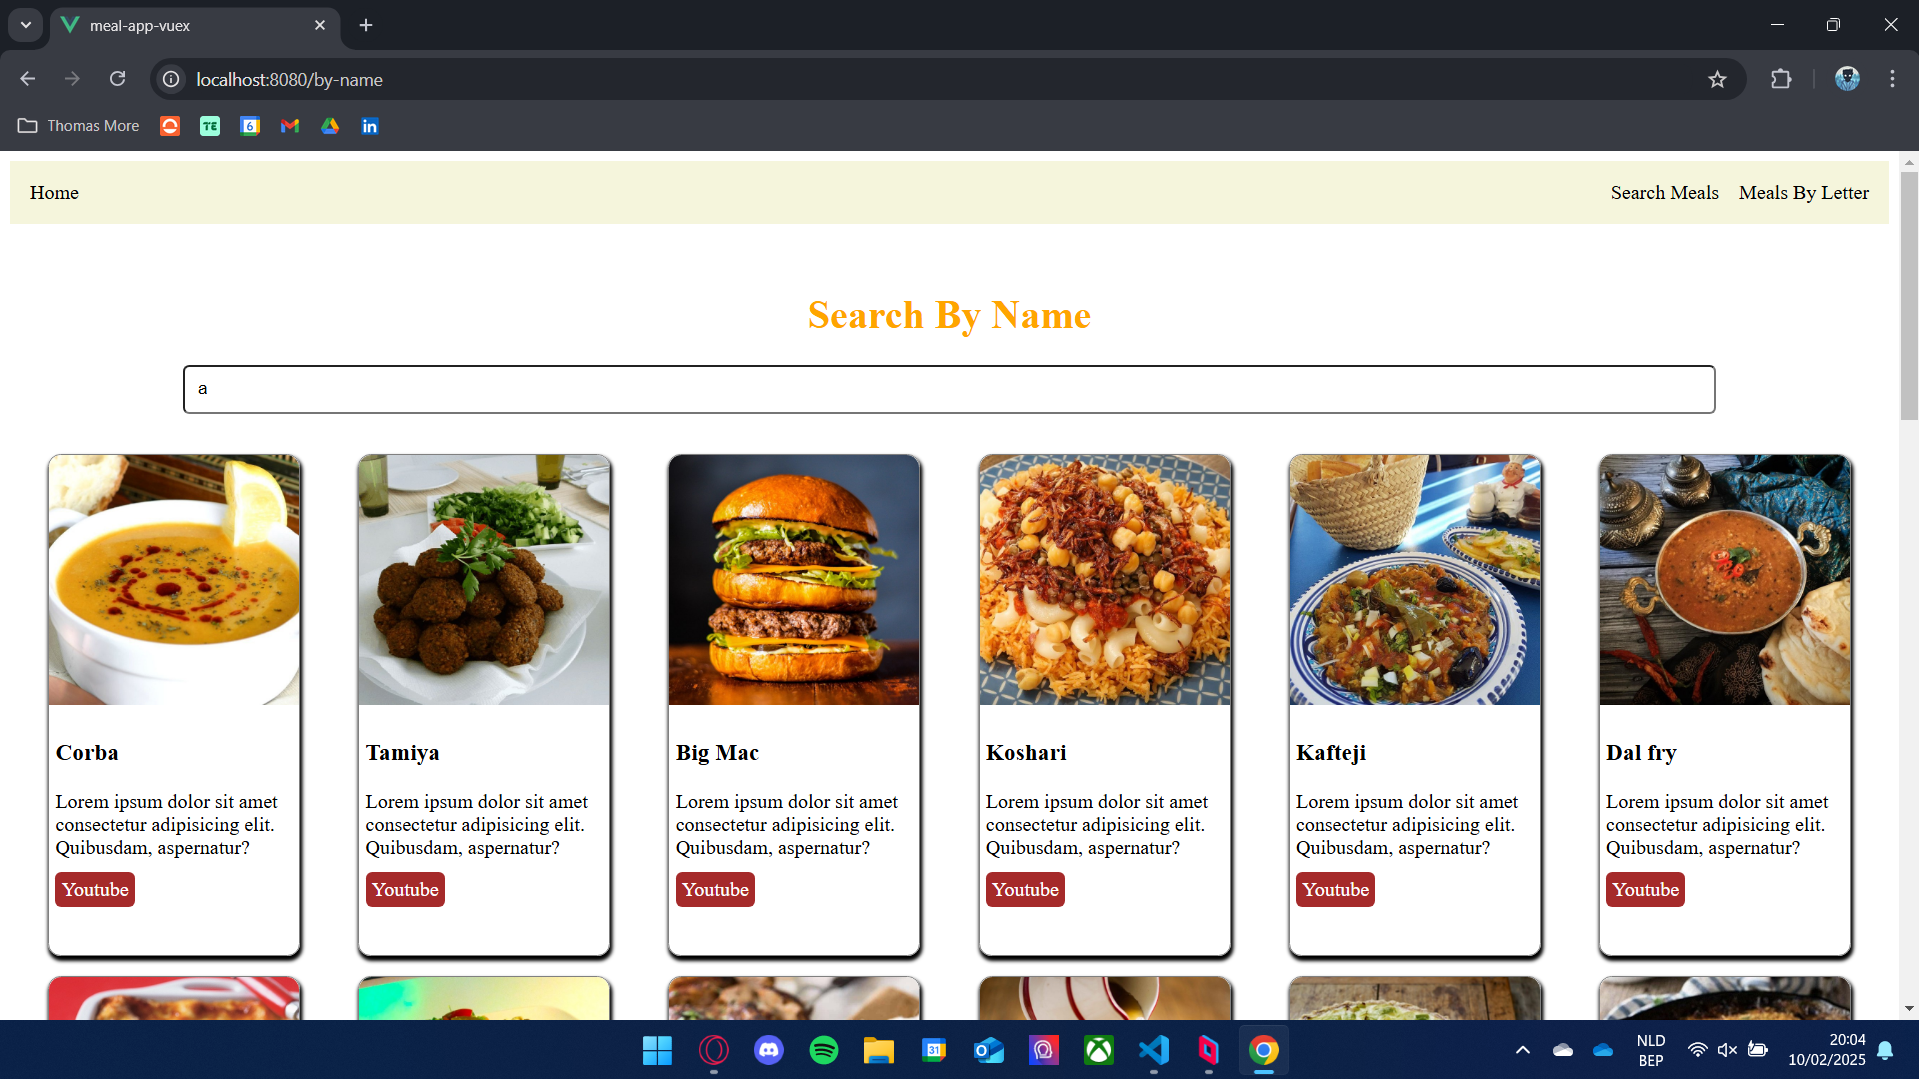 meal-app-vuex
localhost:8080/by-name
Thomas More
TE
6
in
Home
Search Meals
Meals By Letter
Search By Name
a
Corba
Lorem ipsum dolor sit amet
consectetur adipisicing elit.
Quibusdam, aspernatur?
Youtube
Tamiya
Lorem ipsum dolor sit amet
consectetur adipisicing elit.
Quibusdam, aspernatur?
Youtube
Big Mac
Lorem ipsum dolor sit amet
consectetur adipisicing elit.
Quibusdam, aspernatur?
Youtube
Koshari
Lorem ipsum dolor sit amet
consectetur adipisicing elit.
Quibusdam, aspernatur?
Youtube
Kafteji
Lorem ipsum dolor sit amet
consectetur adipisicing elit.
Quibusdam, aspernatur?
Youtube
Dal fry
Lorem ipsum dolor sit amet
consectetur adipisicing elit.
Quibusdam, aspernatur?
Youtube
31
NLD
BEP
20:04
10/02/2025